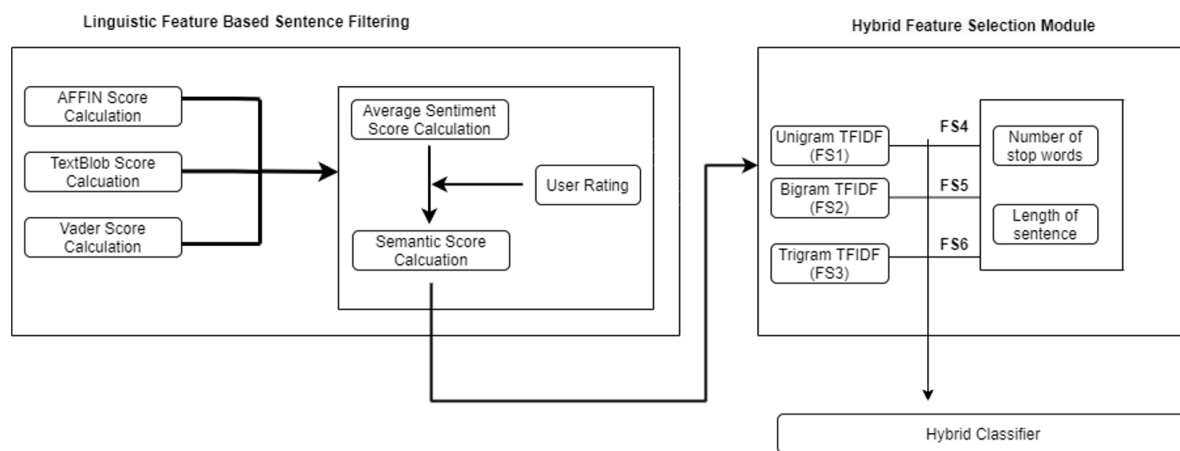 Linguistic Feature Based Sentence Filtering
AFFIN Score
Calculation
TextBlob Score
Calcuation
Vader Score
Calculation
Average Sentiment
Score Calculation
User Rating
Semantic Score
Calcuation
Hybrid Feature Selection Module
Unigram TFIDF
(FS1)
Bigram TFIDF
(FS2)
Trigram TFIDF
(FS3)
FS4
FS5
FS6
Number of
stop words
Length of
sentence
Hybrid Classifier